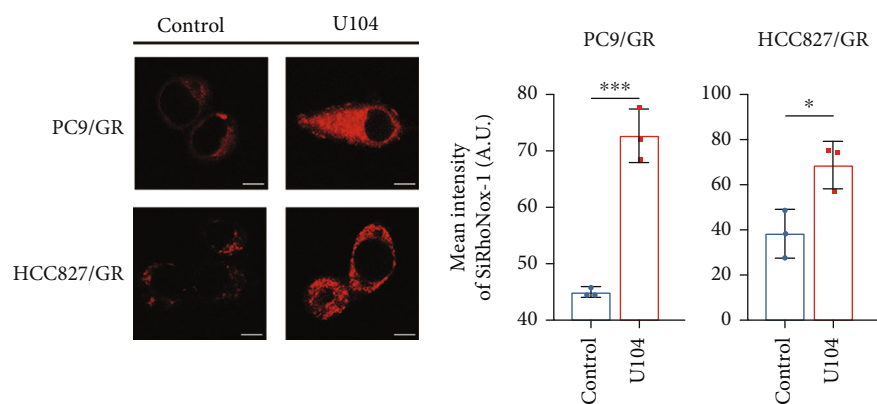 Control U104
PC9/GR
HCC827/GR
PC9/GR HCC827/GR
Mean intensity
of SiRhoNox-1 (A.U.)
80
70
60
50
40
***
Control
U104
100
80
60
40
20
0
*
Control
U104